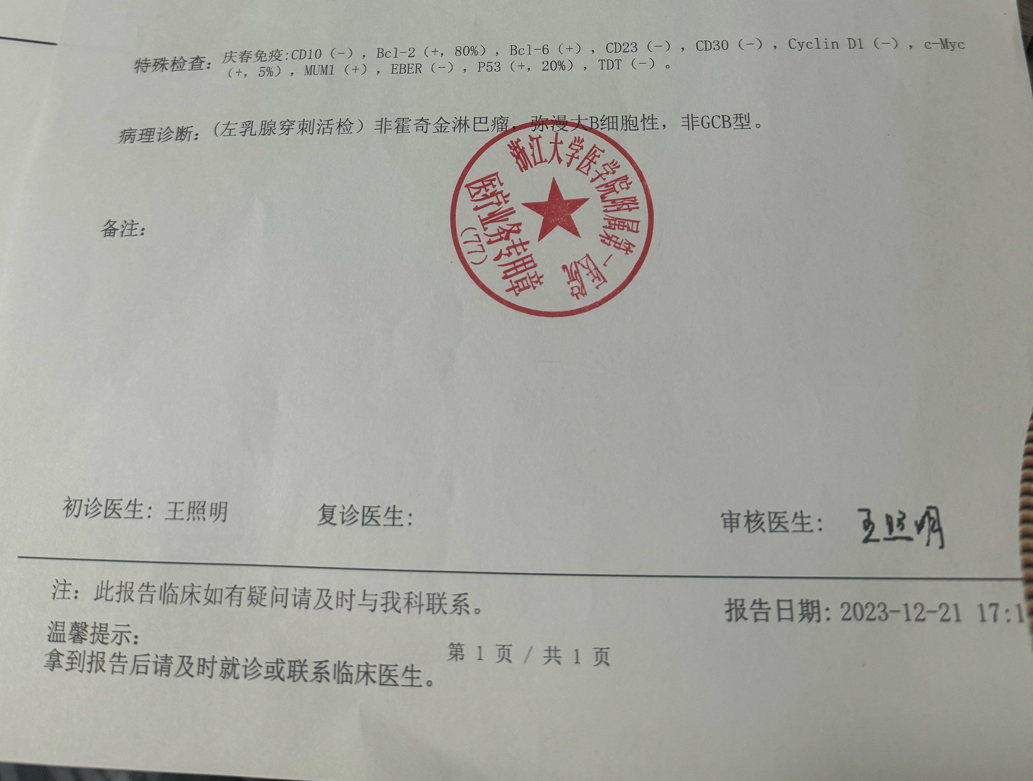 特殊检查: 庆春免疫:CD10(-), Bcl-2(+, 80%), Bcl-6(+), CD23(-), CD30(-), Cyclin D1(-), c-Myc
(+, 5%), MUM1(+), EBER(-), P53(+, 20%), TDT(-)。
病理诊断: (左乳腺穿刺活检)非霍奇金淋巴瘤, 弥漫大B细胞性, 非GCB型。
浙江大学医学院附属第一医院
医疗业务专用章
(77)
备注:
初诊医生: 王照明 复诊医生: 审核医生: 王照明
注: 此报告临床如有疑问请及时与我科联系。
报告日期: 2023-12-21 17:1
温馨提示:
拿到报告后请及时就诊或联系临床医生。
第 1 页 / 共 1 页